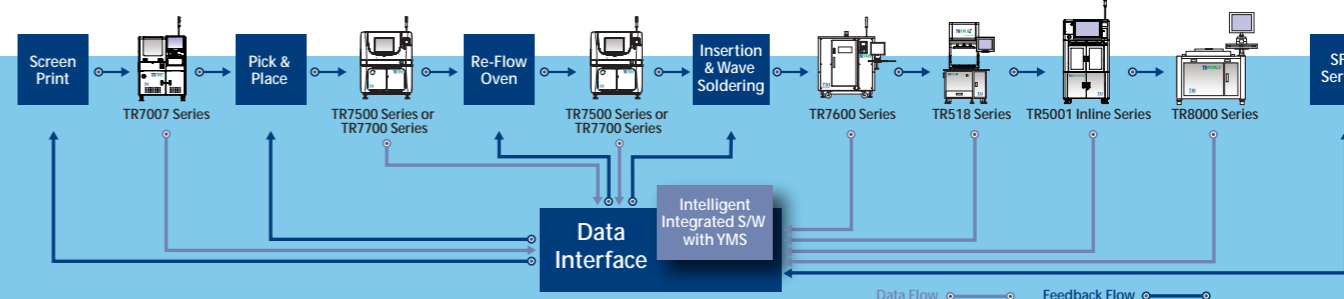 Screen
Print
Pick &
Place
Re-Flow
Oven
Insertion
& Wave
Soldering
TR7007 Series
TR7500 Series or
TR7700 Series
TR7500 Series or
TR7700 Series
TR7600 Series
TR518 Series
TR5001 Inline Series
TR8000 Series
Data
Interface
Intelligent
Integrated S/W
with YMS
Data Flow
Feedback Flow